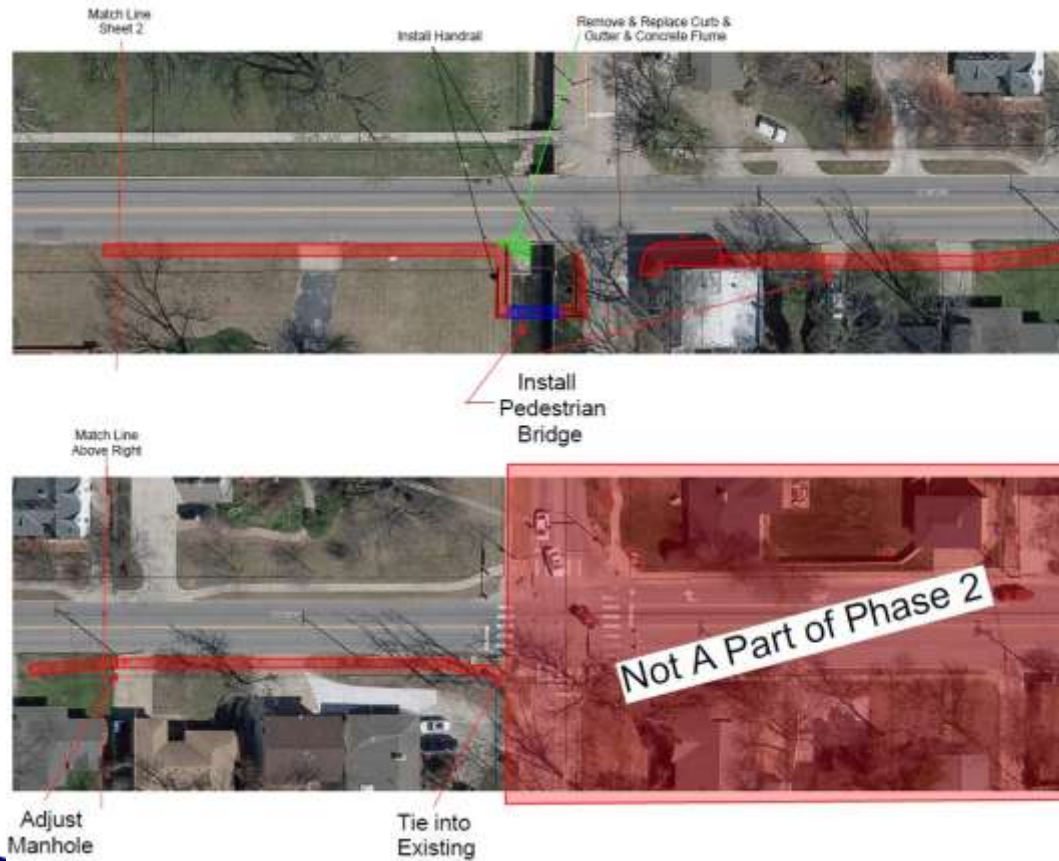 Match Line
Sheet 2
Install Handrail
Remove & Replace Curb &
Gutter & Concrete Flume
Install
Pedestrian
Bridge
Match Line
Above Right
Not A Part of Phase 2
Adjust
Manhole
Tie into
Existing